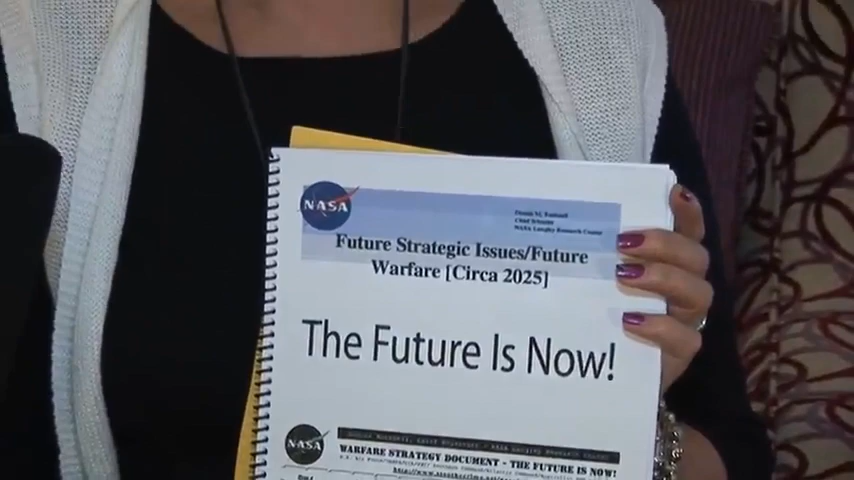 NASA
Dennis M. Bushnell
Chief Scientist
NASA Langley Research Center
Future Strategic Issues/Future
Warfare [Circa 2025]
The Future Is Now!
NASA
WARFARE STRATEGY DOCUMENT - THE FUTURE IS NOW!